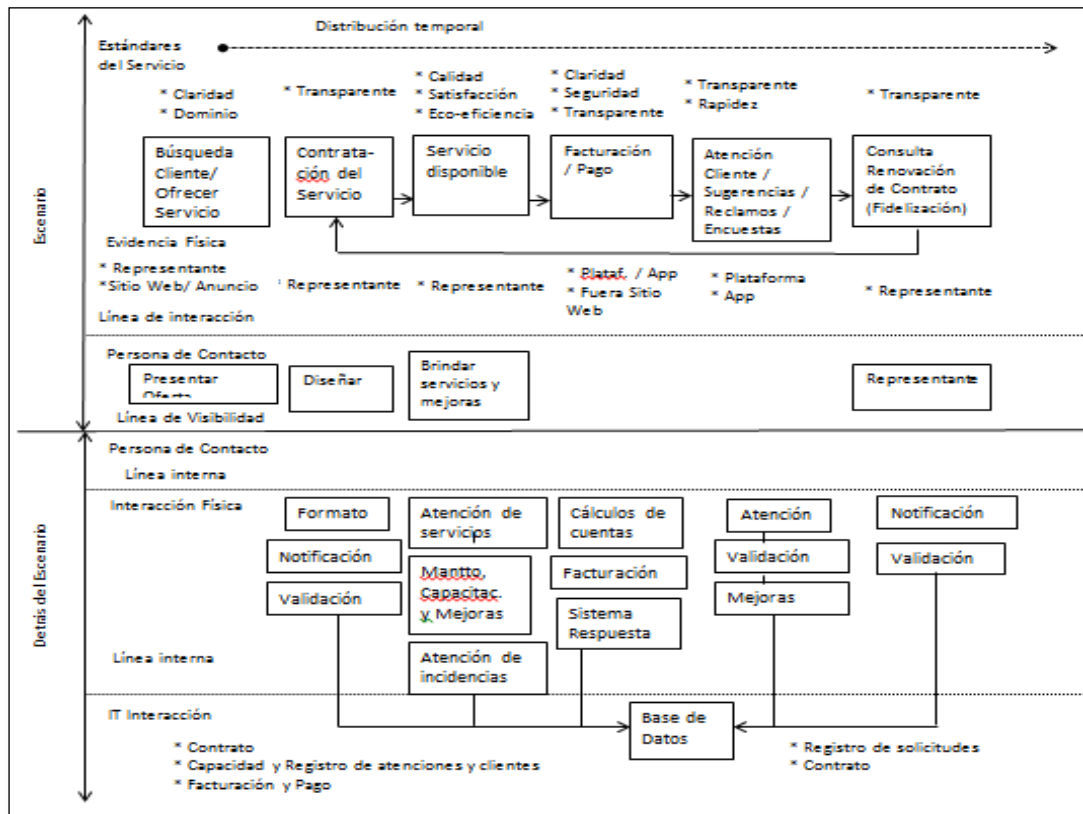 Distribución temporal
Estándares
del Servicio
* Claridad
* Dominio
* Transparente
* Calidad
* Satisfacción
* Eco-eficiencia
* Claridad
* Seguridad
* Transparente
* Transparente
* Rapidez
* Transparente
Búsqueda
Cliente/
Ofrecer
Servicio
Contrata-
ción del
Servicio
Servicio
disponible
Facturación
/ Pago
Atención
Cliente /
Sugerencias /
Reclamos /
Encuestas
Consulta
Renovación
de Contrato
(Fidelización)
Escenario
Evidencia Física
* Representante
*Sitio Web/ Anuncio
* Representante
* Representante
* Plataf. / App
* Fuera Sitio
Web
* Plataforma
* App
* Representante
Línea de interacción
Persona de Contacto
Presentar
Oferta
Diseñar
Brindar
servicios y
mejoras
Representante
Línea de Visibilidad
Detrás del Escenario
Persona de Contacto
Línea interna
Interacción Física
Formato
Notificación
Validación
Atención de
servicios
Mantto,
Capacitac.
y Mejoras
Atención de
incidencias
Cálculos de
cuentas
Facturación
Sistema
Respuesta
Atención
Validación
Mejoras
Notificación
Validación
Línea interna
IT Interacción
Base de
Datos
* Contrato
* Capacidad y Registro de atenciones y clientes
* Facturación y Pago
* Registro de solicitudes
* Contrato